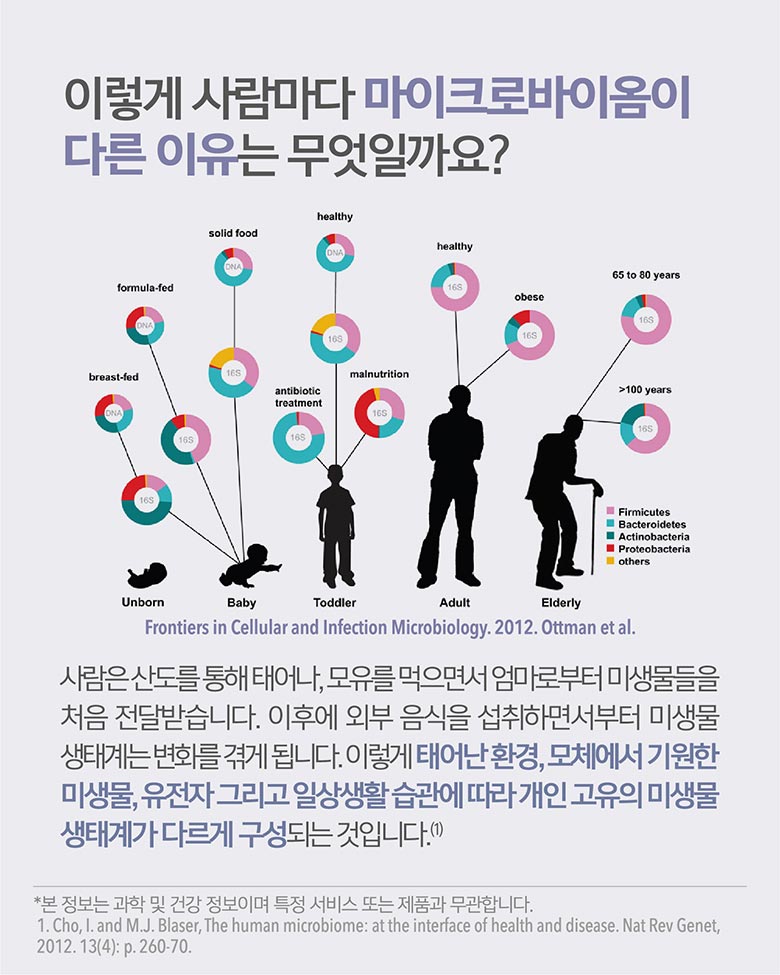 이렇게 사람마다 마이크로바이옴이
다른 이유는 무엇일까요?
healthy
solid food
DNA
DNA
healthy
formula-fed
16S
65 to 80 years
obese
DNA
16S
16S
16S
breast-fed
16S
antibiotic
treatment
malnutrition
>100 years
DNA
16S
16S
16S
16S
16S
Firmicutes
Bacteroidetes
Actinobacteria
Proteobacteria
others
Unborn
Baby
Toddler
Adult
Elderly
Frontiers in Cellular and Infection Microbiology. 2012. Ottman et al.
사람은 산도를 통해 태어나, 모유를 먹으면서 엄마로부터 미생물들을
처음 전달받습니다. 이후에 외부 음식을 섭취하면서부터 미생물
생태계는 변화를 겪게 됩니다. 이렇게 태어난 환경, 모체에서 기원한
미생물, 유전자 그리고 일상생활 습관에 따라 개인 고유의 미생물
생태계가 다르게 구성되는 것입니다.(1)
*본 정보는 과학 및 건강 정보이며 특정 서비스 또는 제품과 무관합니다.
1. Cho, I. and M.J. Blaser, The human microbiome: at the interface of health and disease. Nat Rev Genet,
2012. 13(4): p. 260-70.